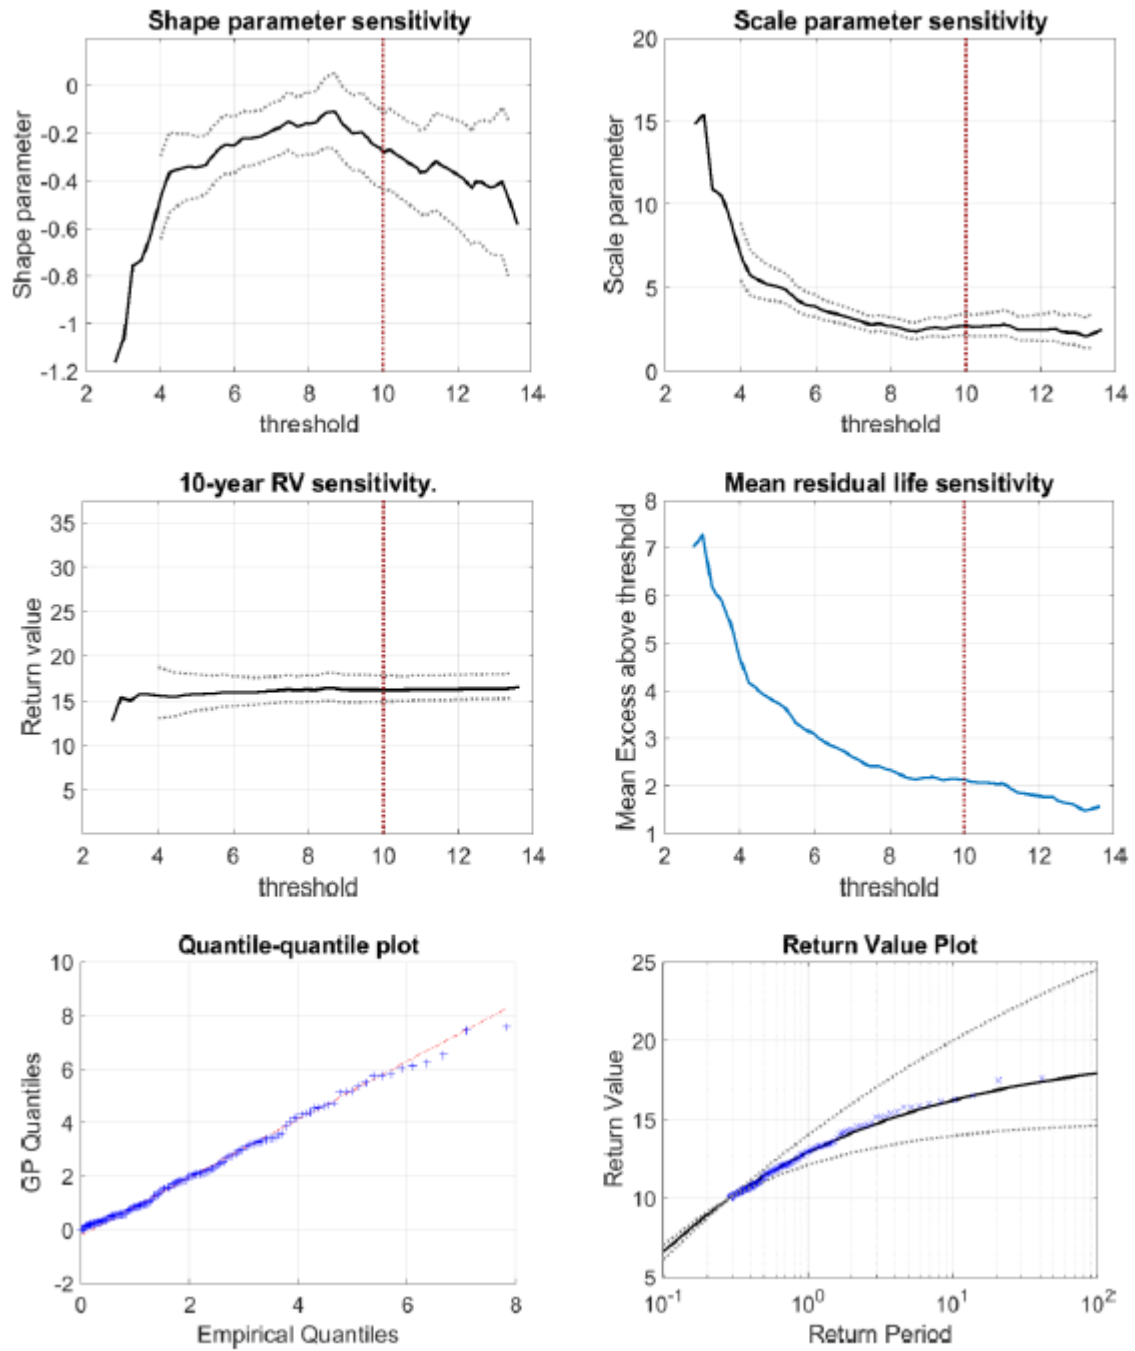 Shape parameter sensitivity
Shape parameter
0
-0.2
-0.4
-0.6
-0.8
-1
-1.2
2 4 6 8 10 12 14
threshold
Scale parameter sensitivity
Scale parameter
20
15
10
5
0
2 4 6 8 10 12 14
threshold
10-year RV sensitivity.
Return value
35
30
25
20
15
10
5
2 4 6 8 10 12 14
threshold
Mean residual life sensitivity
Mean Excess above threshold
8
7
6
5
4
3
2
1
2 4 6 8 10 12 14
threshold
Quantile-quantile plot
GP Quantiles
10
8
6
4
2
0
-2
0 2 4 6 8
Empirical Quantiles
Return Value Plot
Return Value
25
20
15
10
5
10⁻¹ 10⁰ 10¹ 10²
Return Period